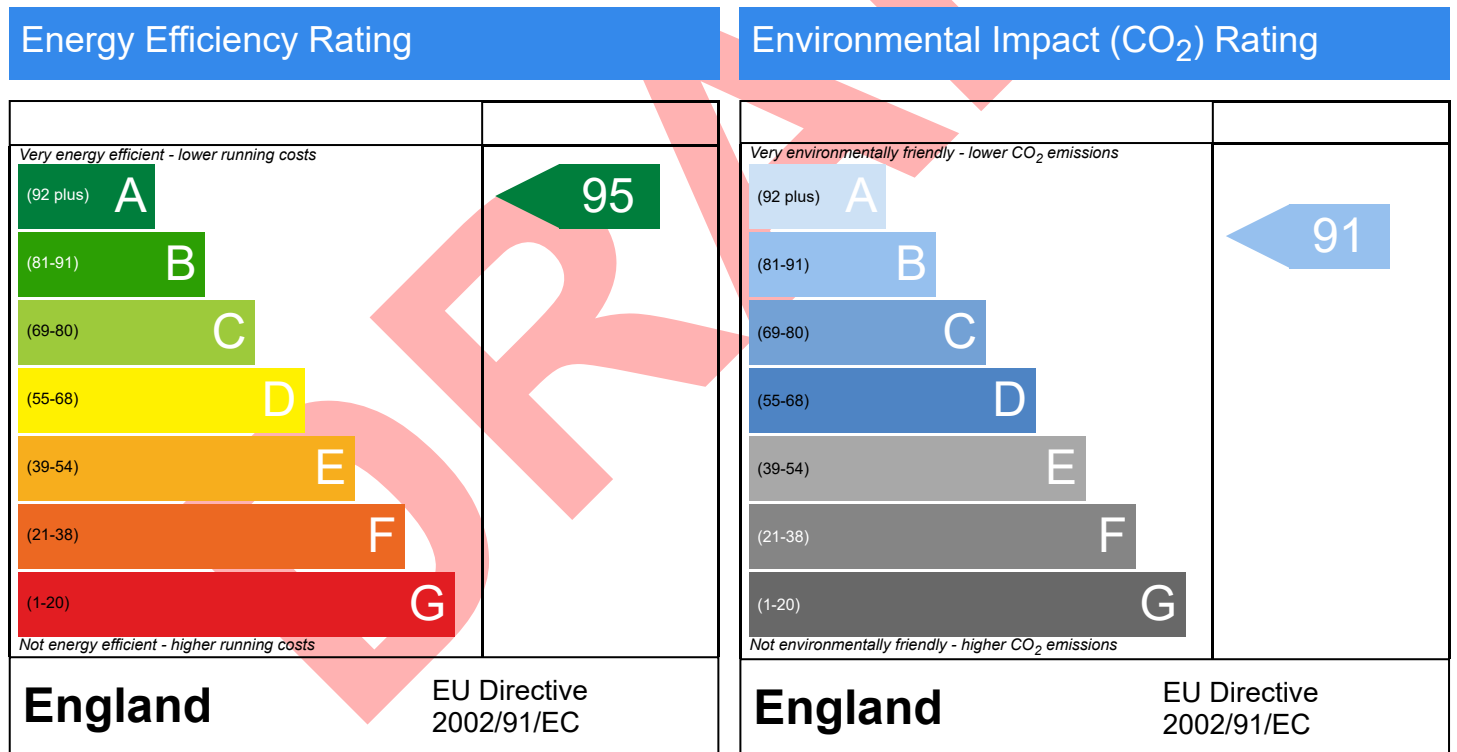 Energy Efficiency Rating
Very energy efficient - lower running costs
(92 plus) A
(81-91) B
(69-80) C
(55-68) D
(39-54) E
(21-38) F
(1-20) G
Not energy efficient - higher running costs
95
England
EU Directive
2002/91/EC
Environmental Impact (CO₂) Rating
Very environmentally friendly - lower CO₂ emissions
(92 plus) A
(81-91) B
(69-80) C
(55-68) D
(39-54) E
(21-38) F
(1-20) G
Not environmentally friendly - higher CO₂ emissions
91
England
EU Directive
2002/91/EC